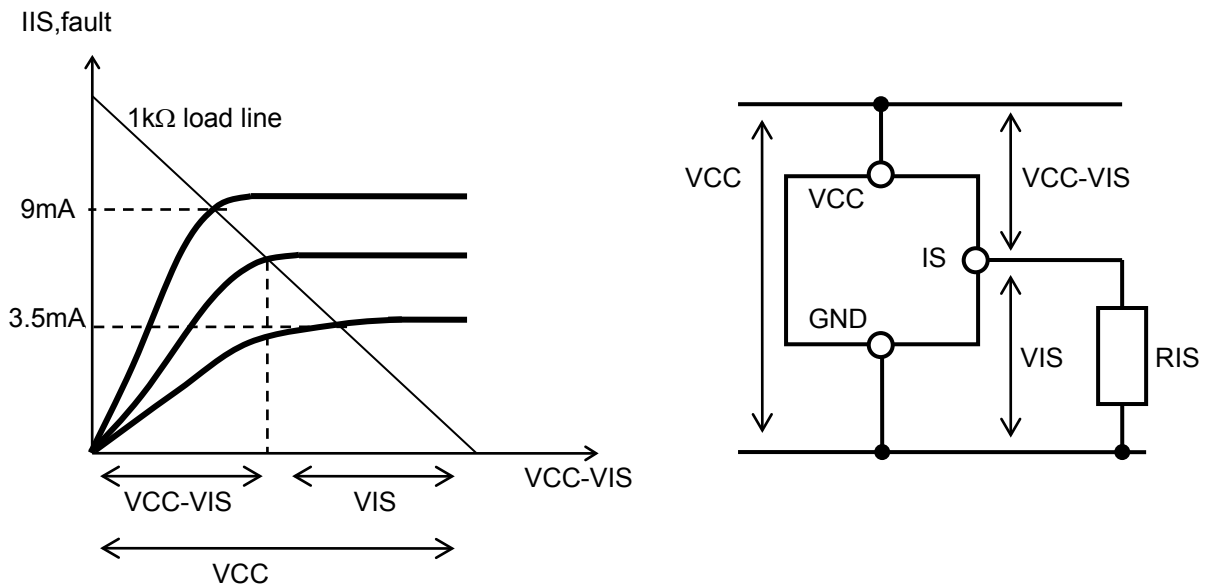 IIS,fault
1kΩ load line
9mA
3.5mA
VCC-VIS
VCC-VIS
VIS
VCC
VCC
VCC
VCC-VIS
IS
GND
VIS
RIS